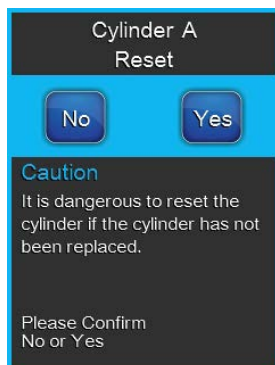 Cylinder A
Reset
No
Yes
Caution
It is dangerous to reset the
cylinder if the cylinder has not
been replaced.
Please Confirm
No or Yes